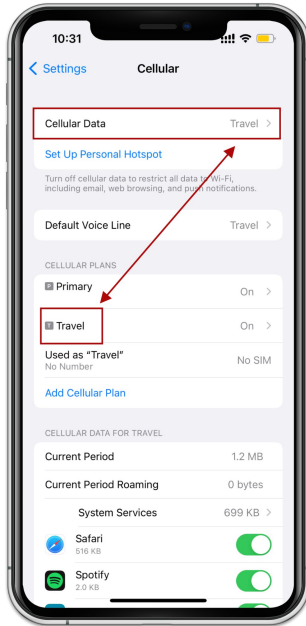 10:31
Settings
Cellular
Cellular Data
Travel
Set Up Personal Hotspot
Turn off cellular data to restrict all data to Wi-Fi,
including email, web browsing, and push notifications.
Default Voice Line
Travel
CELLULAR PLANS
P Primary
On
T Travel
On
Used as “Travel”
No Number
No SIM
Add Cellular Plan
CELLULAR DATA FOR TRAVEL
Current Period
1.2 MB
Current Period Roaming
0 bytes
System Services
699 KB
Safari
516 KB
Spotify
2.0 KB